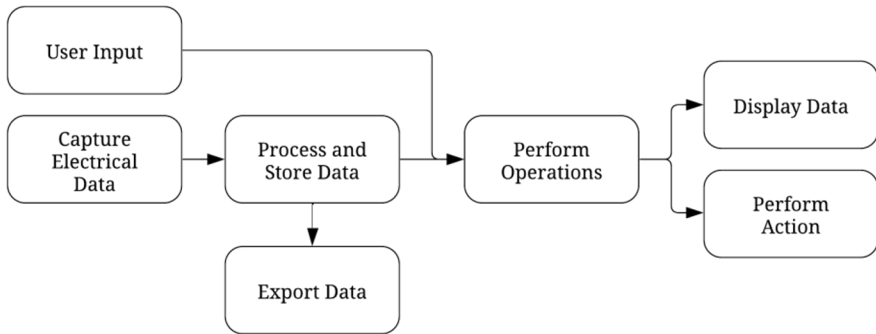 User Input
Capture
Electrical
Data
Process and
Store Data
Export Data
Perform
Operations
Display Data
Perform
Action